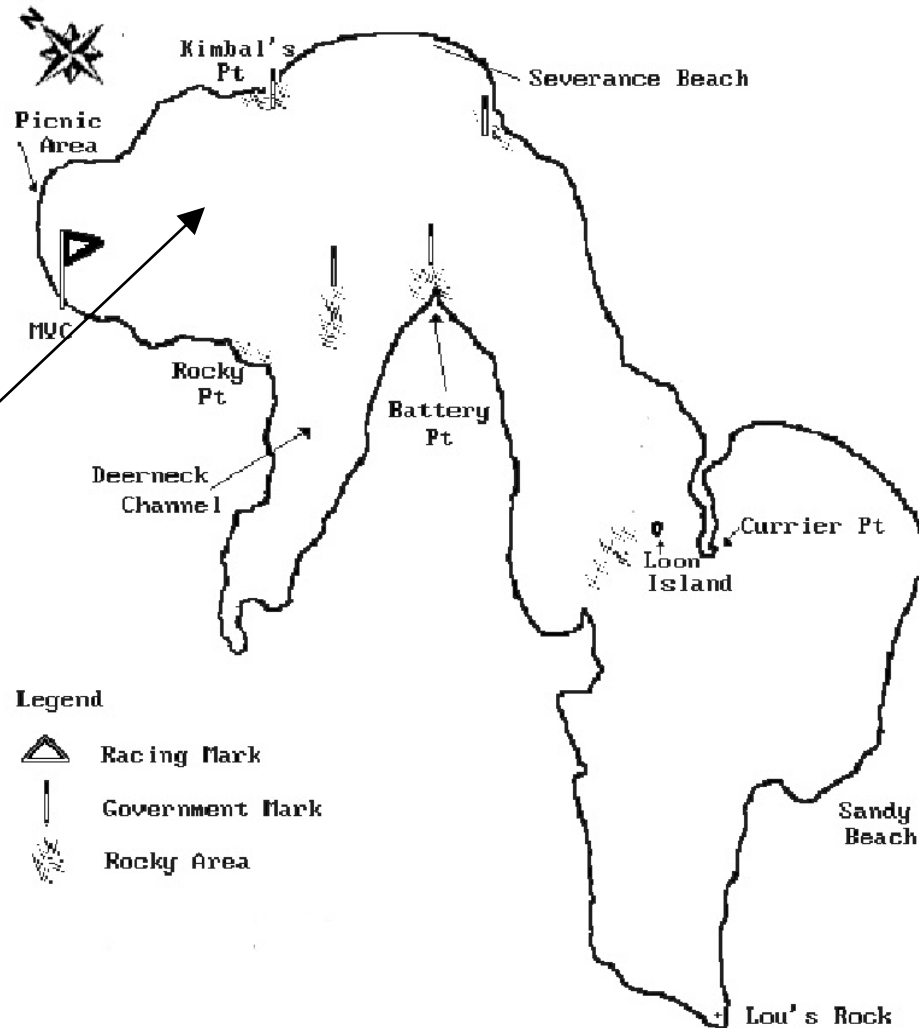 N
Kimbal's
Pt
Severance Beach
Picnic
Area
MYC
Rocky
Pt
Battery
Pt
Deerneck
Channel
Currier Pt
Loon
Island
Legend
Racing Mark
Government Mark
Rocky Area
Sandy
Beach
Lou's Rock